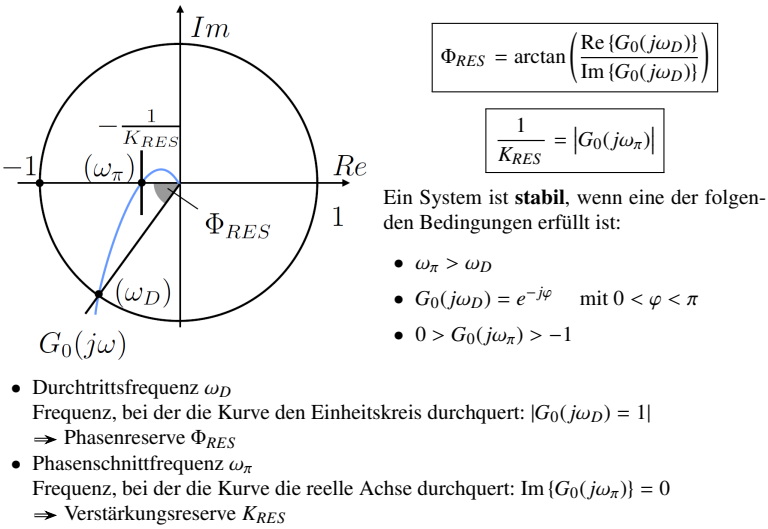 Im
−1/K_RES
−1
(ω_π)
Re
Φ_RES
1
(ω_D)
G_0(jω)
Φ_RES = arctan(Re {G_0(jω_D)} / Im {G_0(jω_D)})
1/K_RES = |G_0(jω_π)|
Ein System ist stabil, wenn eine der folgen-
den Bedingungen erfüllt ist:
• ω_π > ω_D
• G_0(jω_D) = e^{−jφ} mit 0 < φ < π
• 0 > G_0(jω_π) > −1
• Durchtrittsfrequenz ω_D
Frequenz, bei der die Kurve den Einheitskreis durchquert: |G_0(jω_D) = 1|
⇒ Phasenreserve Φ_RES
• Phasenschnittfrequenz ω_π
Frequenz, bei der die Kurve die reelle Achse durchquert: Im {G_0(jω_π)} = 0
⇒ Verstärkungsreserve K_RES